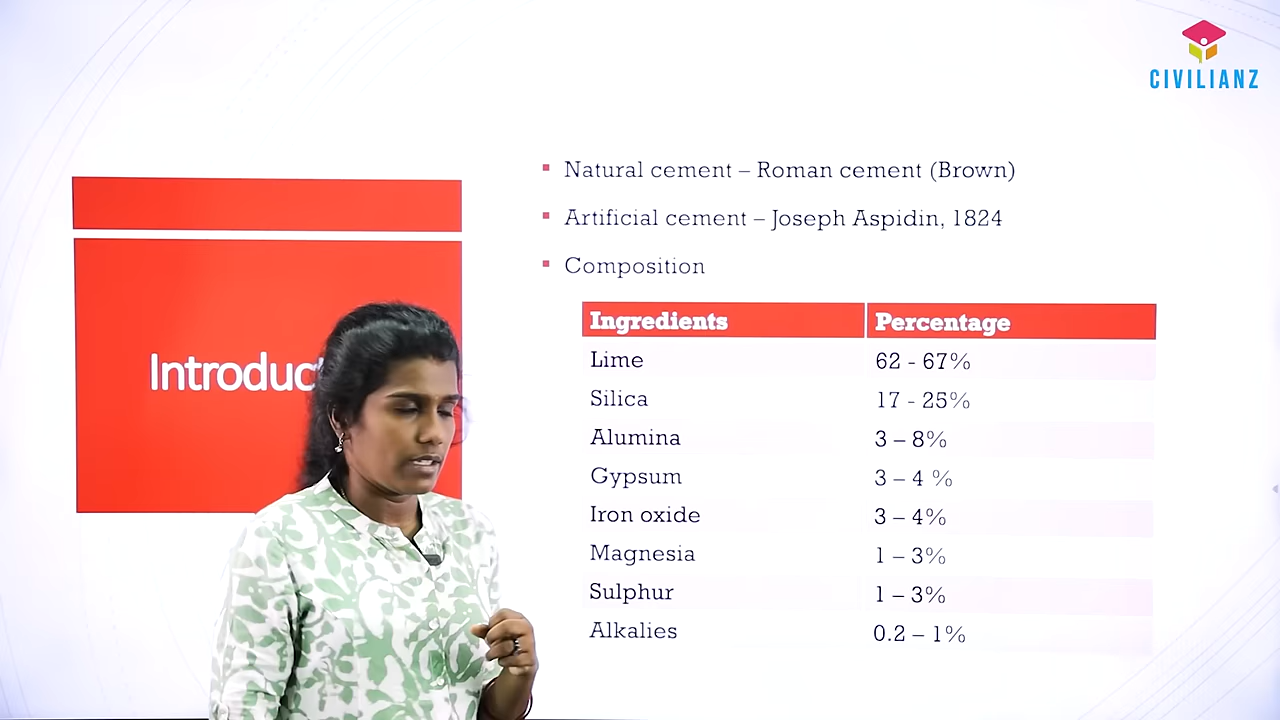 CIVILIANZ
Natural cement – Roman cement (Brown)
Artificial cement – Joseph Aspidin, 1824
Composition
Introduc
Ingredients Percentage
Lime 62 - 67%
Silica 17 - 25%
Alumina 3 – 8%
Gypsum 3 – 4 %
Iron oxide 3 – 4%
Magnesia 1 – 3%
Sulphur 1 – 3%
Alkalies 0.2 – 1%